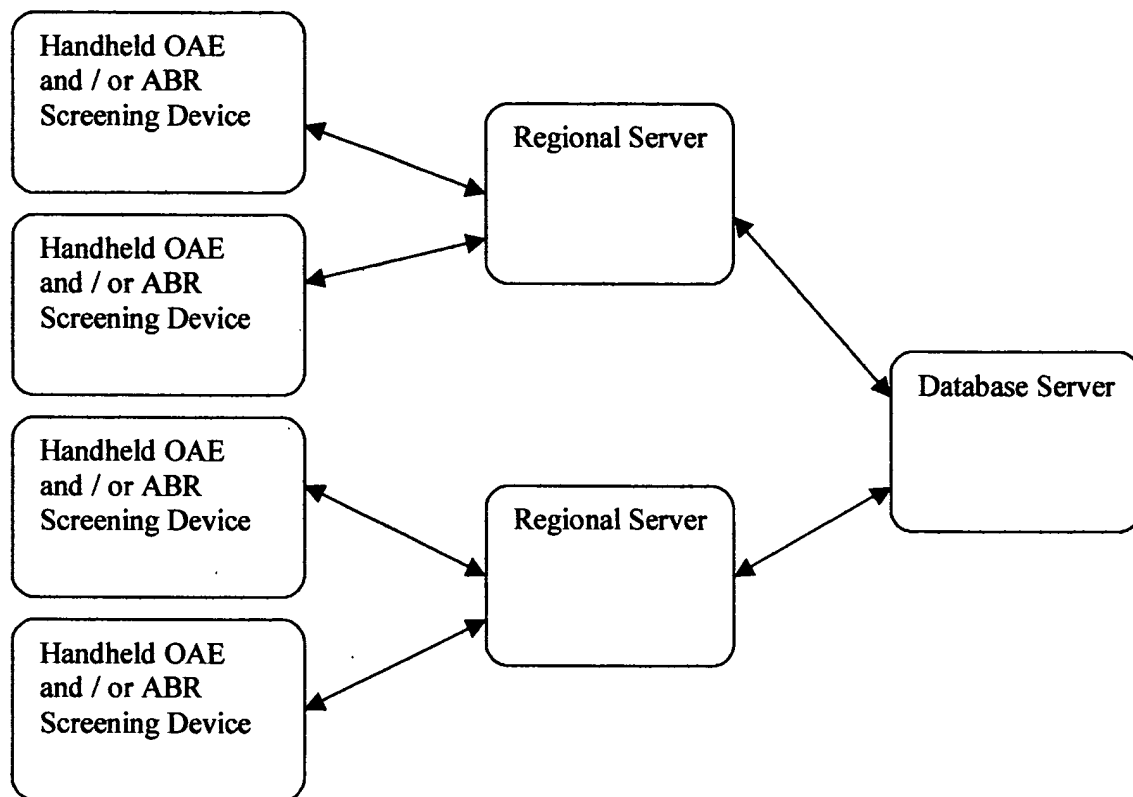 Handheld OAE
and / or ABR
Screening Device
Handheld OAE
and / or ABR
Screening Device
Handheld OAE
and / or ABR
Screening Device
Handheld OAE
and / or ABR
Screening Device
Regional Server
Regional Server
Database Server